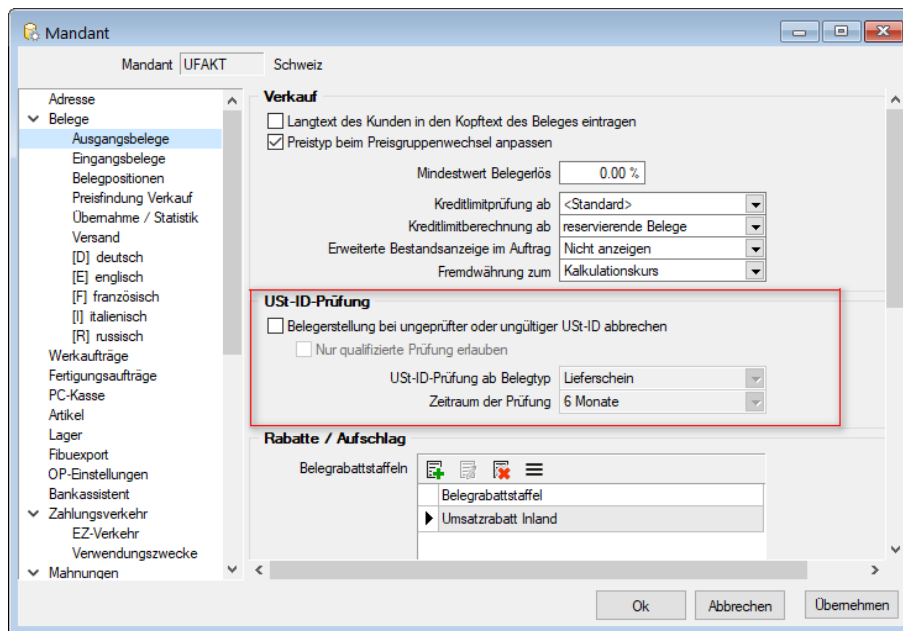 Mandant
Mandant UFAKT Schweiz
Adresse
Belege
Ausgangsbelege
Eingangsbelege
Belegpositionen
Preisfindung Verkauf
Übernahme / Statistik
Versand
[D] deutsch
[E] englisch
[F] französisch
[I] italienisch
[R] russisch
Werkaufträge
Fertigungsaufträge
PC-Kasse
Artikel
Lager
Fibuexport
OP-Einstellungen
Bankassistent
Zahlungsverkehr
EZ-Verkehr
Verwendungszwecke
Mahnungen
Verkauf
Langtext des Kunden in den Kopftext des Beleges eintragen
Preistyp beim Preisgruppenwechsel anpassen
Mindestwert Belegerlös 0.00 %
Kreditlimitprüfung ab <Standard>
Kreditlimitberechnung ab reservierende Belege
Erweiterte Bestandsanzeige im Auftrag Nicht anzeigen
Fremdwährung zum Kalkulationskurs
USt-ID-Prüfung
Belegerstellung bei ungeprüfter oder ungültiger USt-ID abbrechen
Nur qualifizierte Prüfung erlauben
USt-ID-Prüfung ab Belegtyp Lieferschein
Zeitraum der Prüfung 6 Monate
Rabatte / Aufschlag
Belegrabattstaffeln
Belegrabattstaffel
Umsatzrabatt Inland
Ok Abbrechen Übernehmen